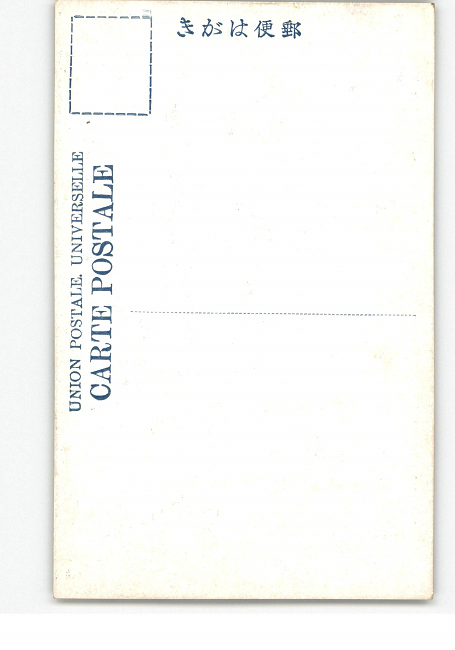 きがは便郵
UNION POSTALE. UNIVERSELLE
CARTE POSTALE